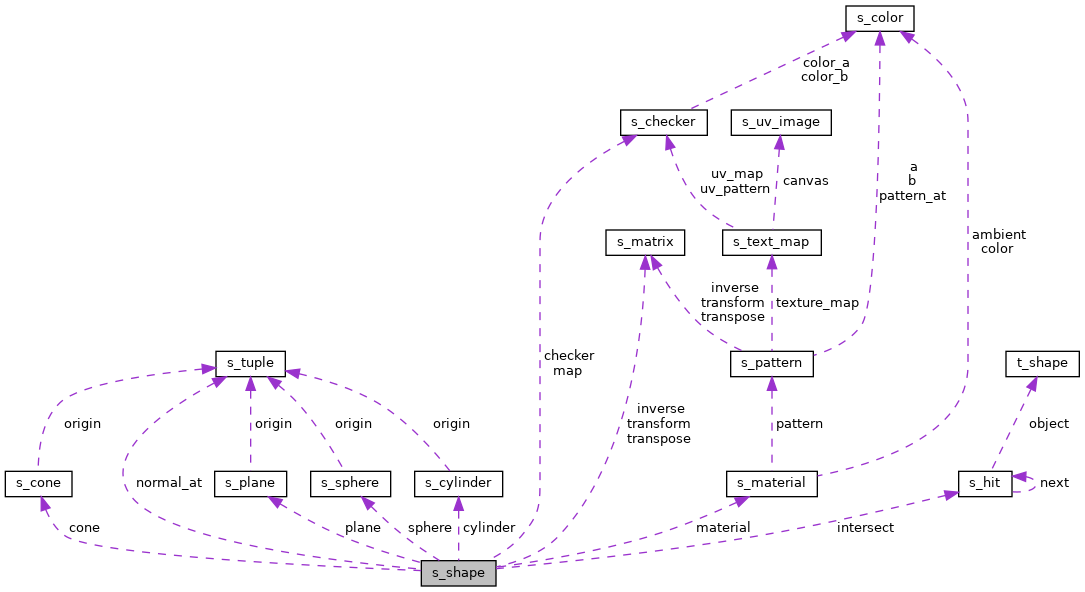 s_color
color_a
color_b
s_checker
s_uv_image
uv_map
uv_pattern
canvas
a
b
pattern_at
s_matrix
s_text_map
ambient
color
inverse
transform
transpose
texture_map
checker
map
s_tuple
s_pattern
t_shape
origin
origin
origin
origin
inverse
transform
transpose
pattern
object
s_cone
normal_at
s_plane
s_sphere
s_cylinder
s_material
s_hit
next
cone
plane
sphere
cylinder
material
intersect
s_shape